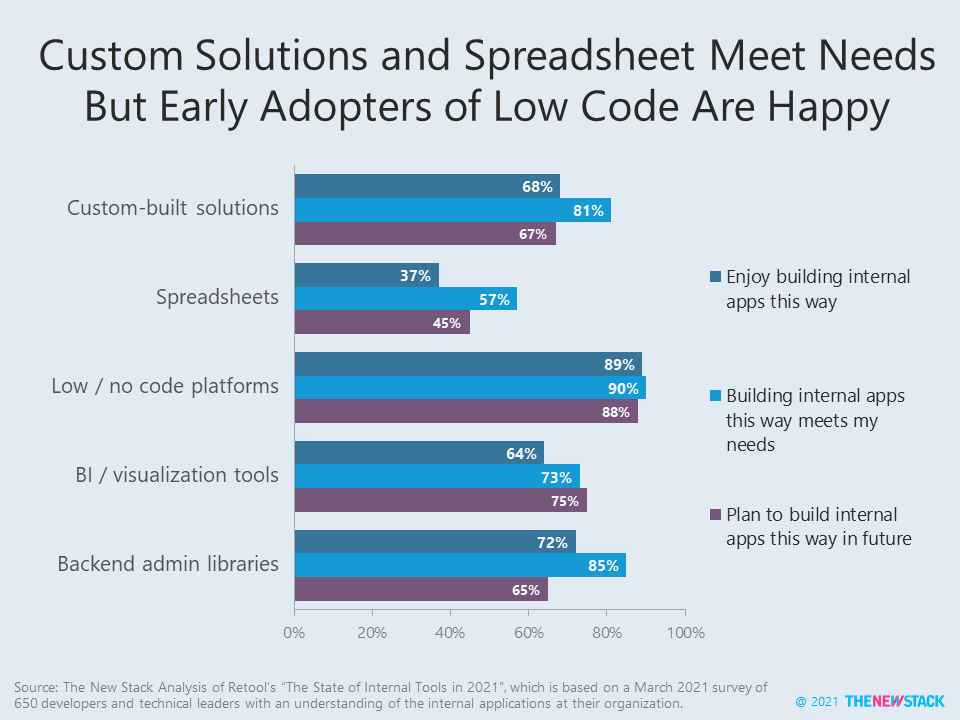 Custom Solutions and Spreadsheet Meet Needs
But Early Adopters of Low Code Are Happy
Custom-built solutions
68%
81%
67%
Spreadsheets
37%
57%
45%
Low / no code platforms
89%
90%
88%
BI / visualization tools
64%
73%
75%
Backend admin libraries
72%
85%
65%
0%
20%
40%
60%
80%
100%
Enjoy building internal
apps this way
Building internal apps
this way meets my
needs
Plan to build internal
apps this way in future
Source: The New Stack Analysis of Retool's "The State of Internal Tools in 2021", which is based on a March 2021 survey of
650 developers and technical leaders with an understanding of the internal applications at their organization.
@ 2021 THENEWSTACK